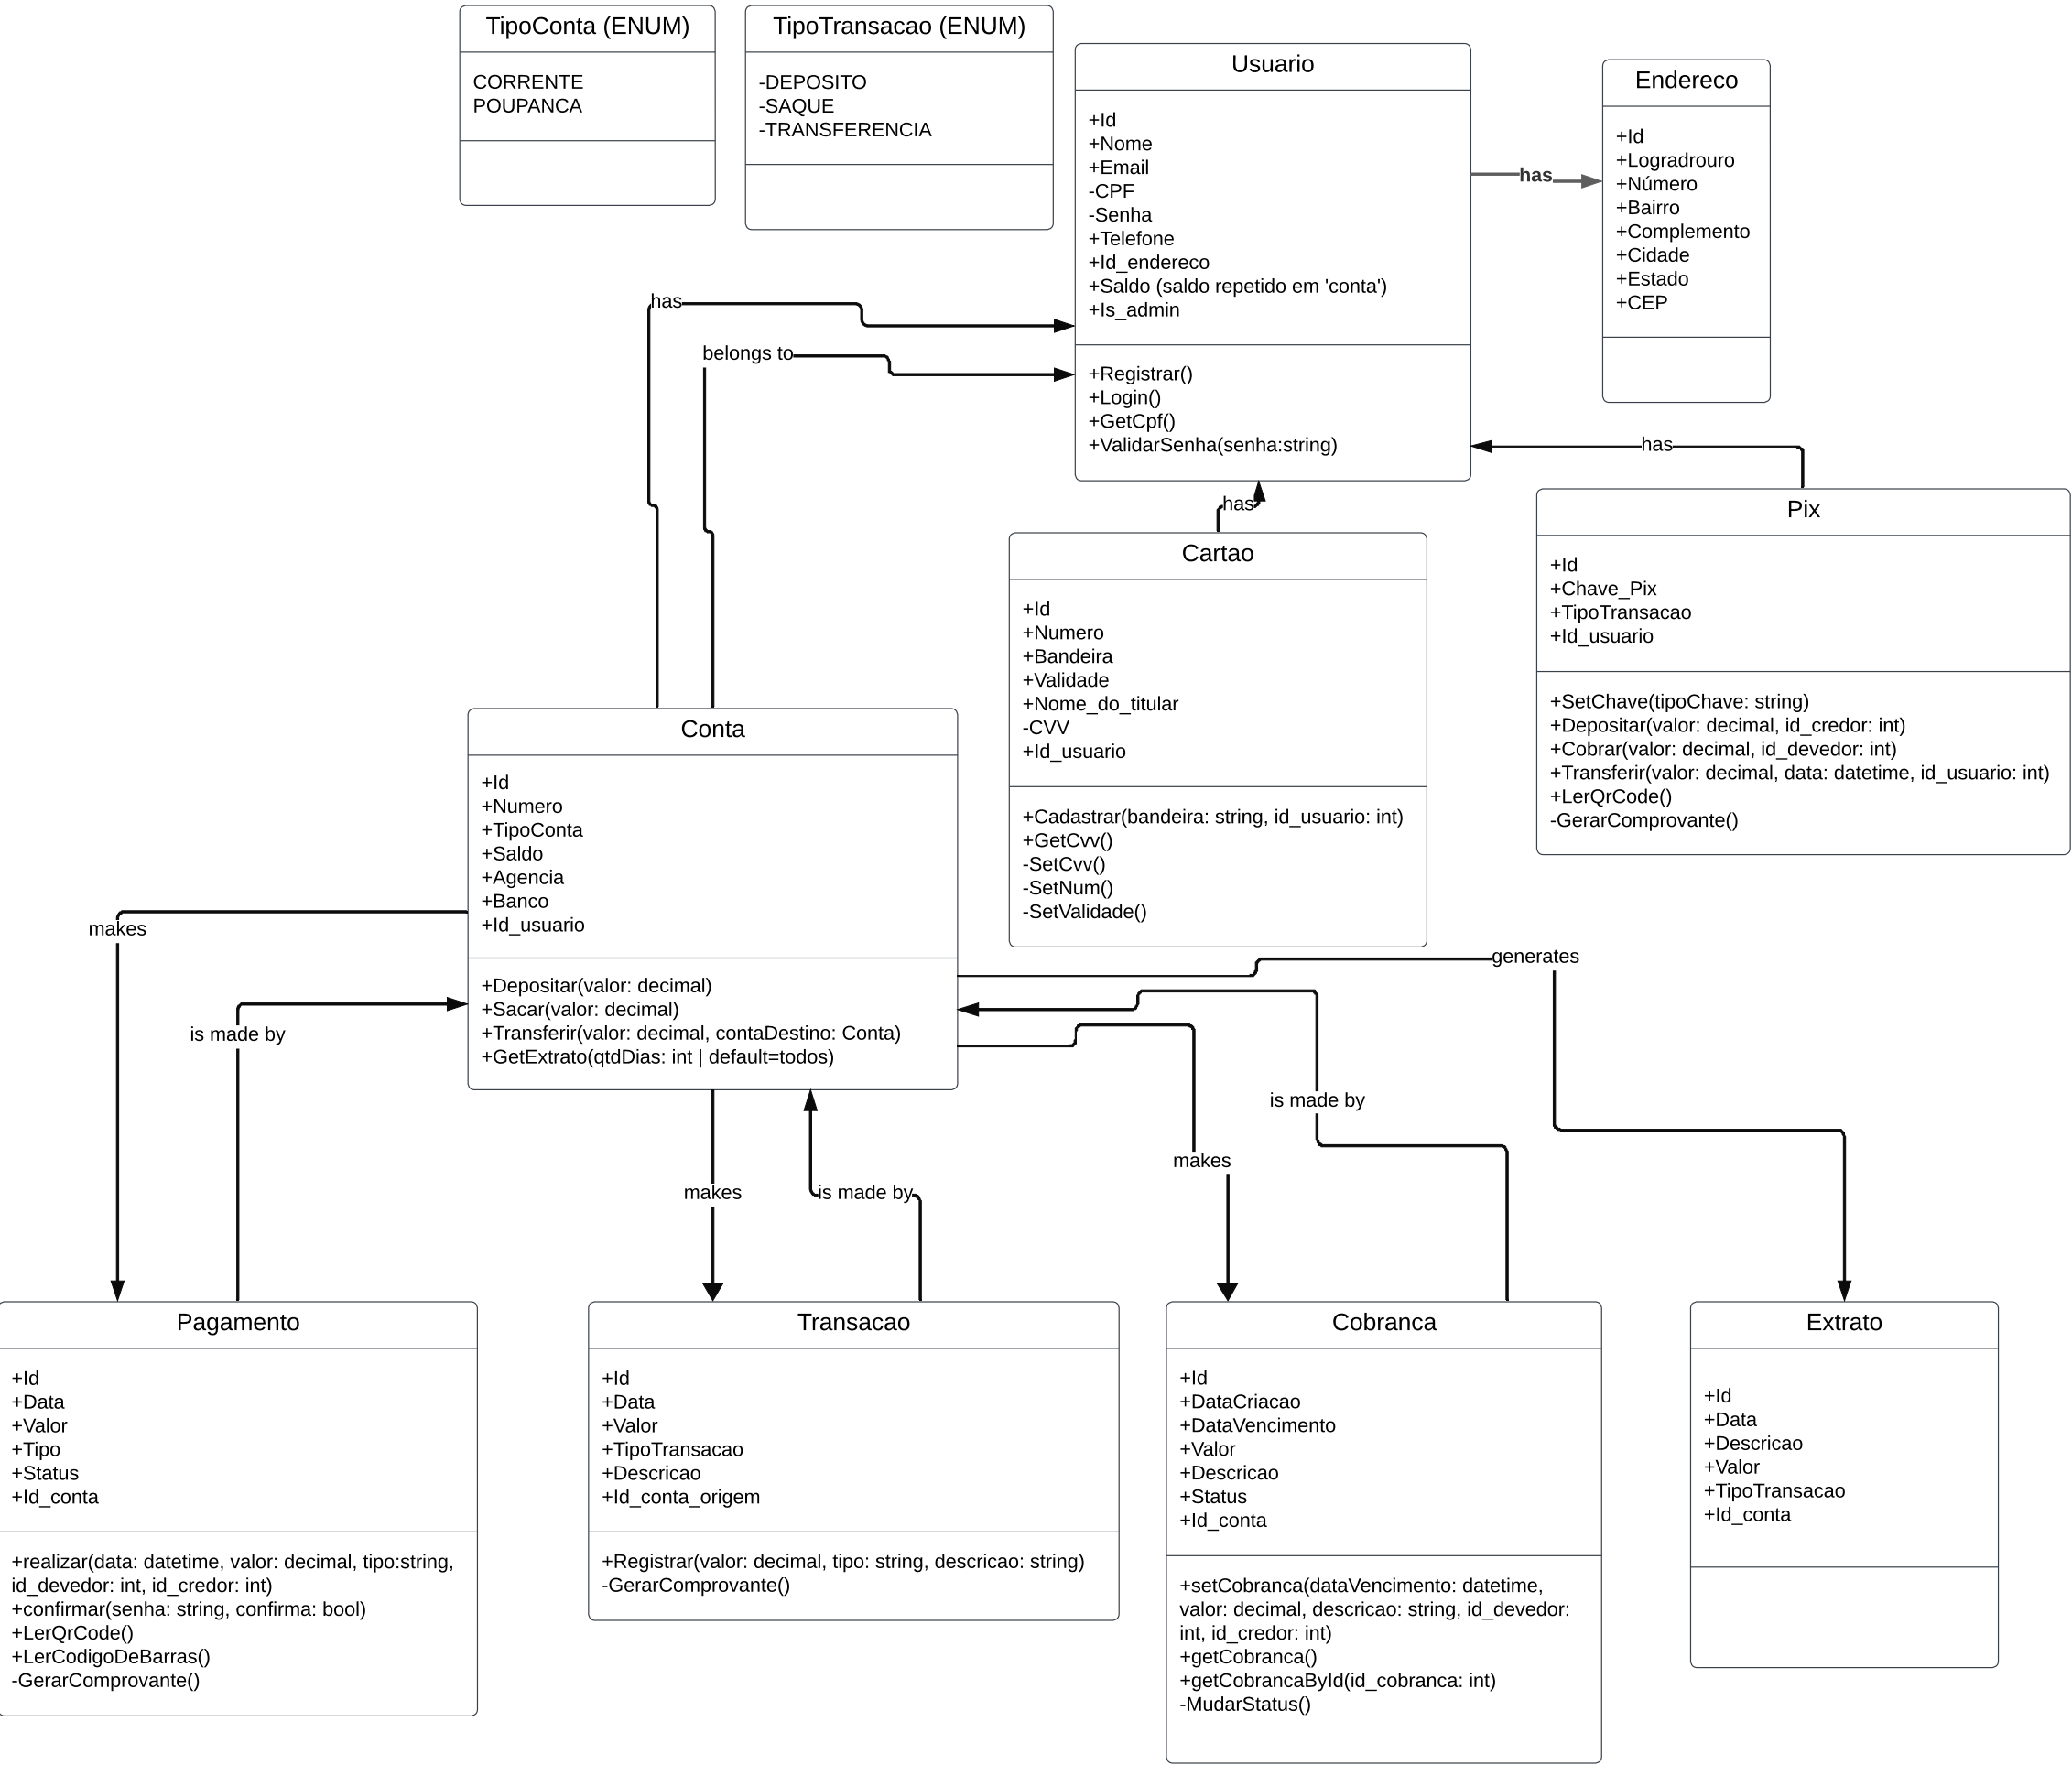 TipoConta (ENUM)
CORRENTE
POUPANCA
TipoTransacao (ENUM)
-DEPOSITO
-SAQUE
-TRANSFERENCIA
Usuario
+Id
+Nome
+Email
-CPF
-Senha
+Telefone
+Id_endereco
+Saldo (saldo repetido em 'conta')
+Is_admin
+Registrar()
+Login()
+GetCpf()
+ValidarSenha(senha:string)
has
Endereco
+Id
+Logradrouro
+Número
+Bairro
+Complemento
+Cidade
+Estado
+CEP
has
belongs to
has
has
Cartao
+Id
+Numero
+Bandeira
+Validade
+Nome_do_titular
-CVV
+Id_usuario
+Cadastrar(bandeira: string, id_usuario: int)
+GetCvv()
-SetCvv()
-SetNum()
-SetValidade()
Pix
+Id
+Chave_Pix
+TipoTransacao
+Id_usuario
+SetChave(tipoChave: string)
+Depositar(valor: decimal, id_credor: int)
+Cobrar(valor: decimal, id_devedor: int)
+Transferir(valor: decimal, data: datetime, id_usuario: int)
+LerQrCode()
-GerarComprovante()
Conta
+Id
+Numero
+TipoConta
+Saldo
+Agencia
+Banco
+Id_usuario
+Depositar(valor: decimal)
+Sacar(valor: decimal)
+Transferir(valor: decimal, contaDestino: Conta)
+GetExtrato(qtdDias: int | default=todos)
makes
is made by
makes
is made by
makes
is made by
generates
Pagamento
+Id
+Data
+Valor
+Tipo
+Status
+Id_conta
+realizar(data: datetime, valor: decimal, tipo:string,
id_devedor: int, id_credor: int)
+confirmar(senha: string, confirma: bool)
+LerQrCode()
+LerCodigoDeBarras()
-GerarComprovante()
Transacao
+Id
+Data
+Valor
+TipoTransacao
+Descricao
+Id_conta_origem
+Registrar(valor: decimal, tipo: string, descricao: string)
-GerarComprovante()
Cobranca
+Id
+DataCriacao
+DataVencimento
+Valor
+Descricao
+Status
+Id_conta
+setCobranca(dataVencimento: datetime,
valor: decimal, descricao: string, id_devedor:
int, id_credor: int)
+getCobranca()
+getCobrancaById(id_cobranca: int)
-MudarStatus()
Extrato
+Id
+Data
+Descricao
+Valor
+TipoTransacao
+Id_conta